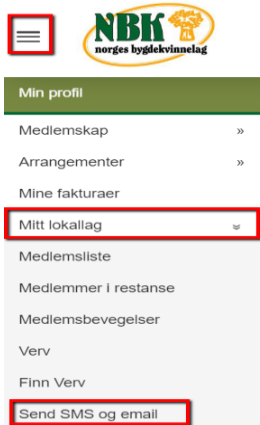 NBK
norges bygdekvinnelag
Min profil
Medlemskap »
Arrangementer »
Mine fakturaer
Mitt lokallag
Medlemsliste
Medlemmer i restanse
Medlemsbevegelser
Verv
Finn Verv
Send SMS og email